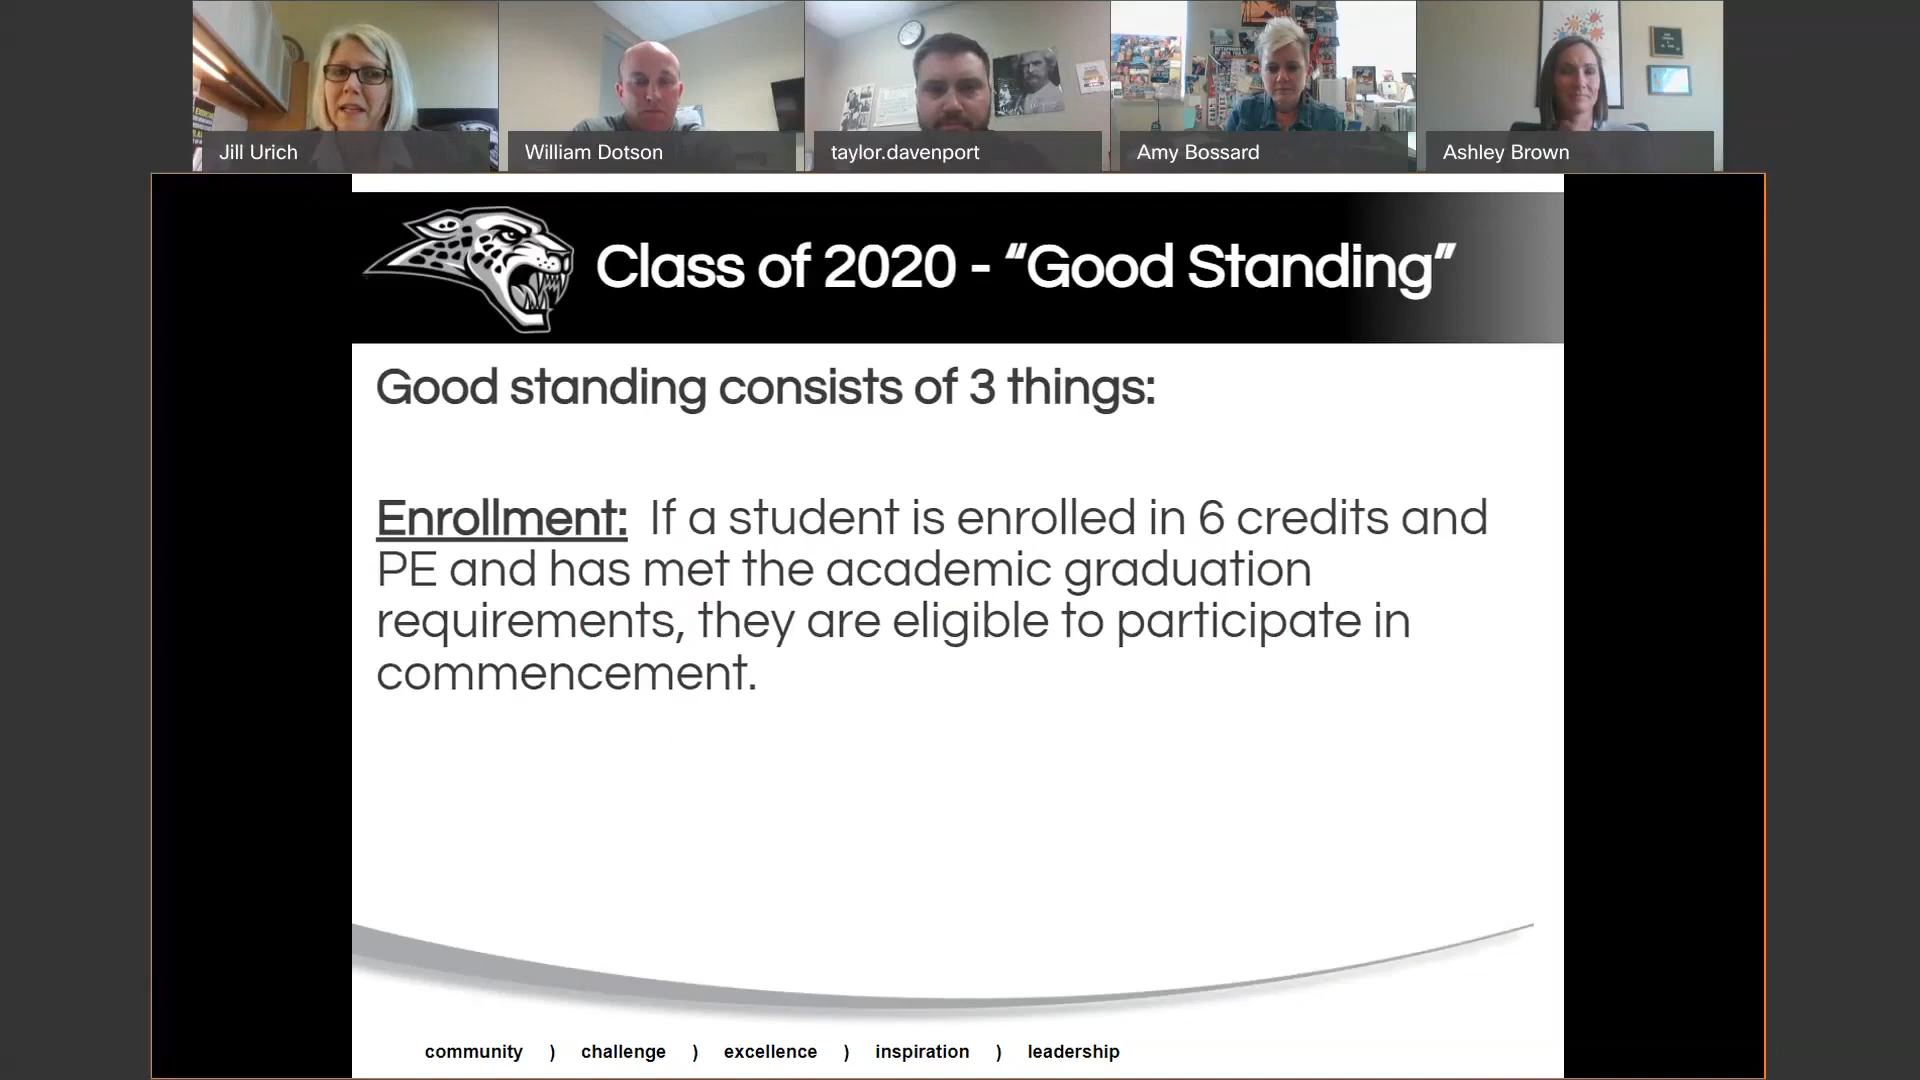 Jill Urich
William Dotson
taylor.davenport
Amy Bossard
Ashley Brown
Class of 2020 - “Good Standing”
Good standing consists of 3 things:
Enrollment: If a student is enrolled in 6 credits and
PE and has met the academic graduation
requirements, they are eligible to participate in
commencement.
community ) challenge ) excellence ) inspiration ) leadership